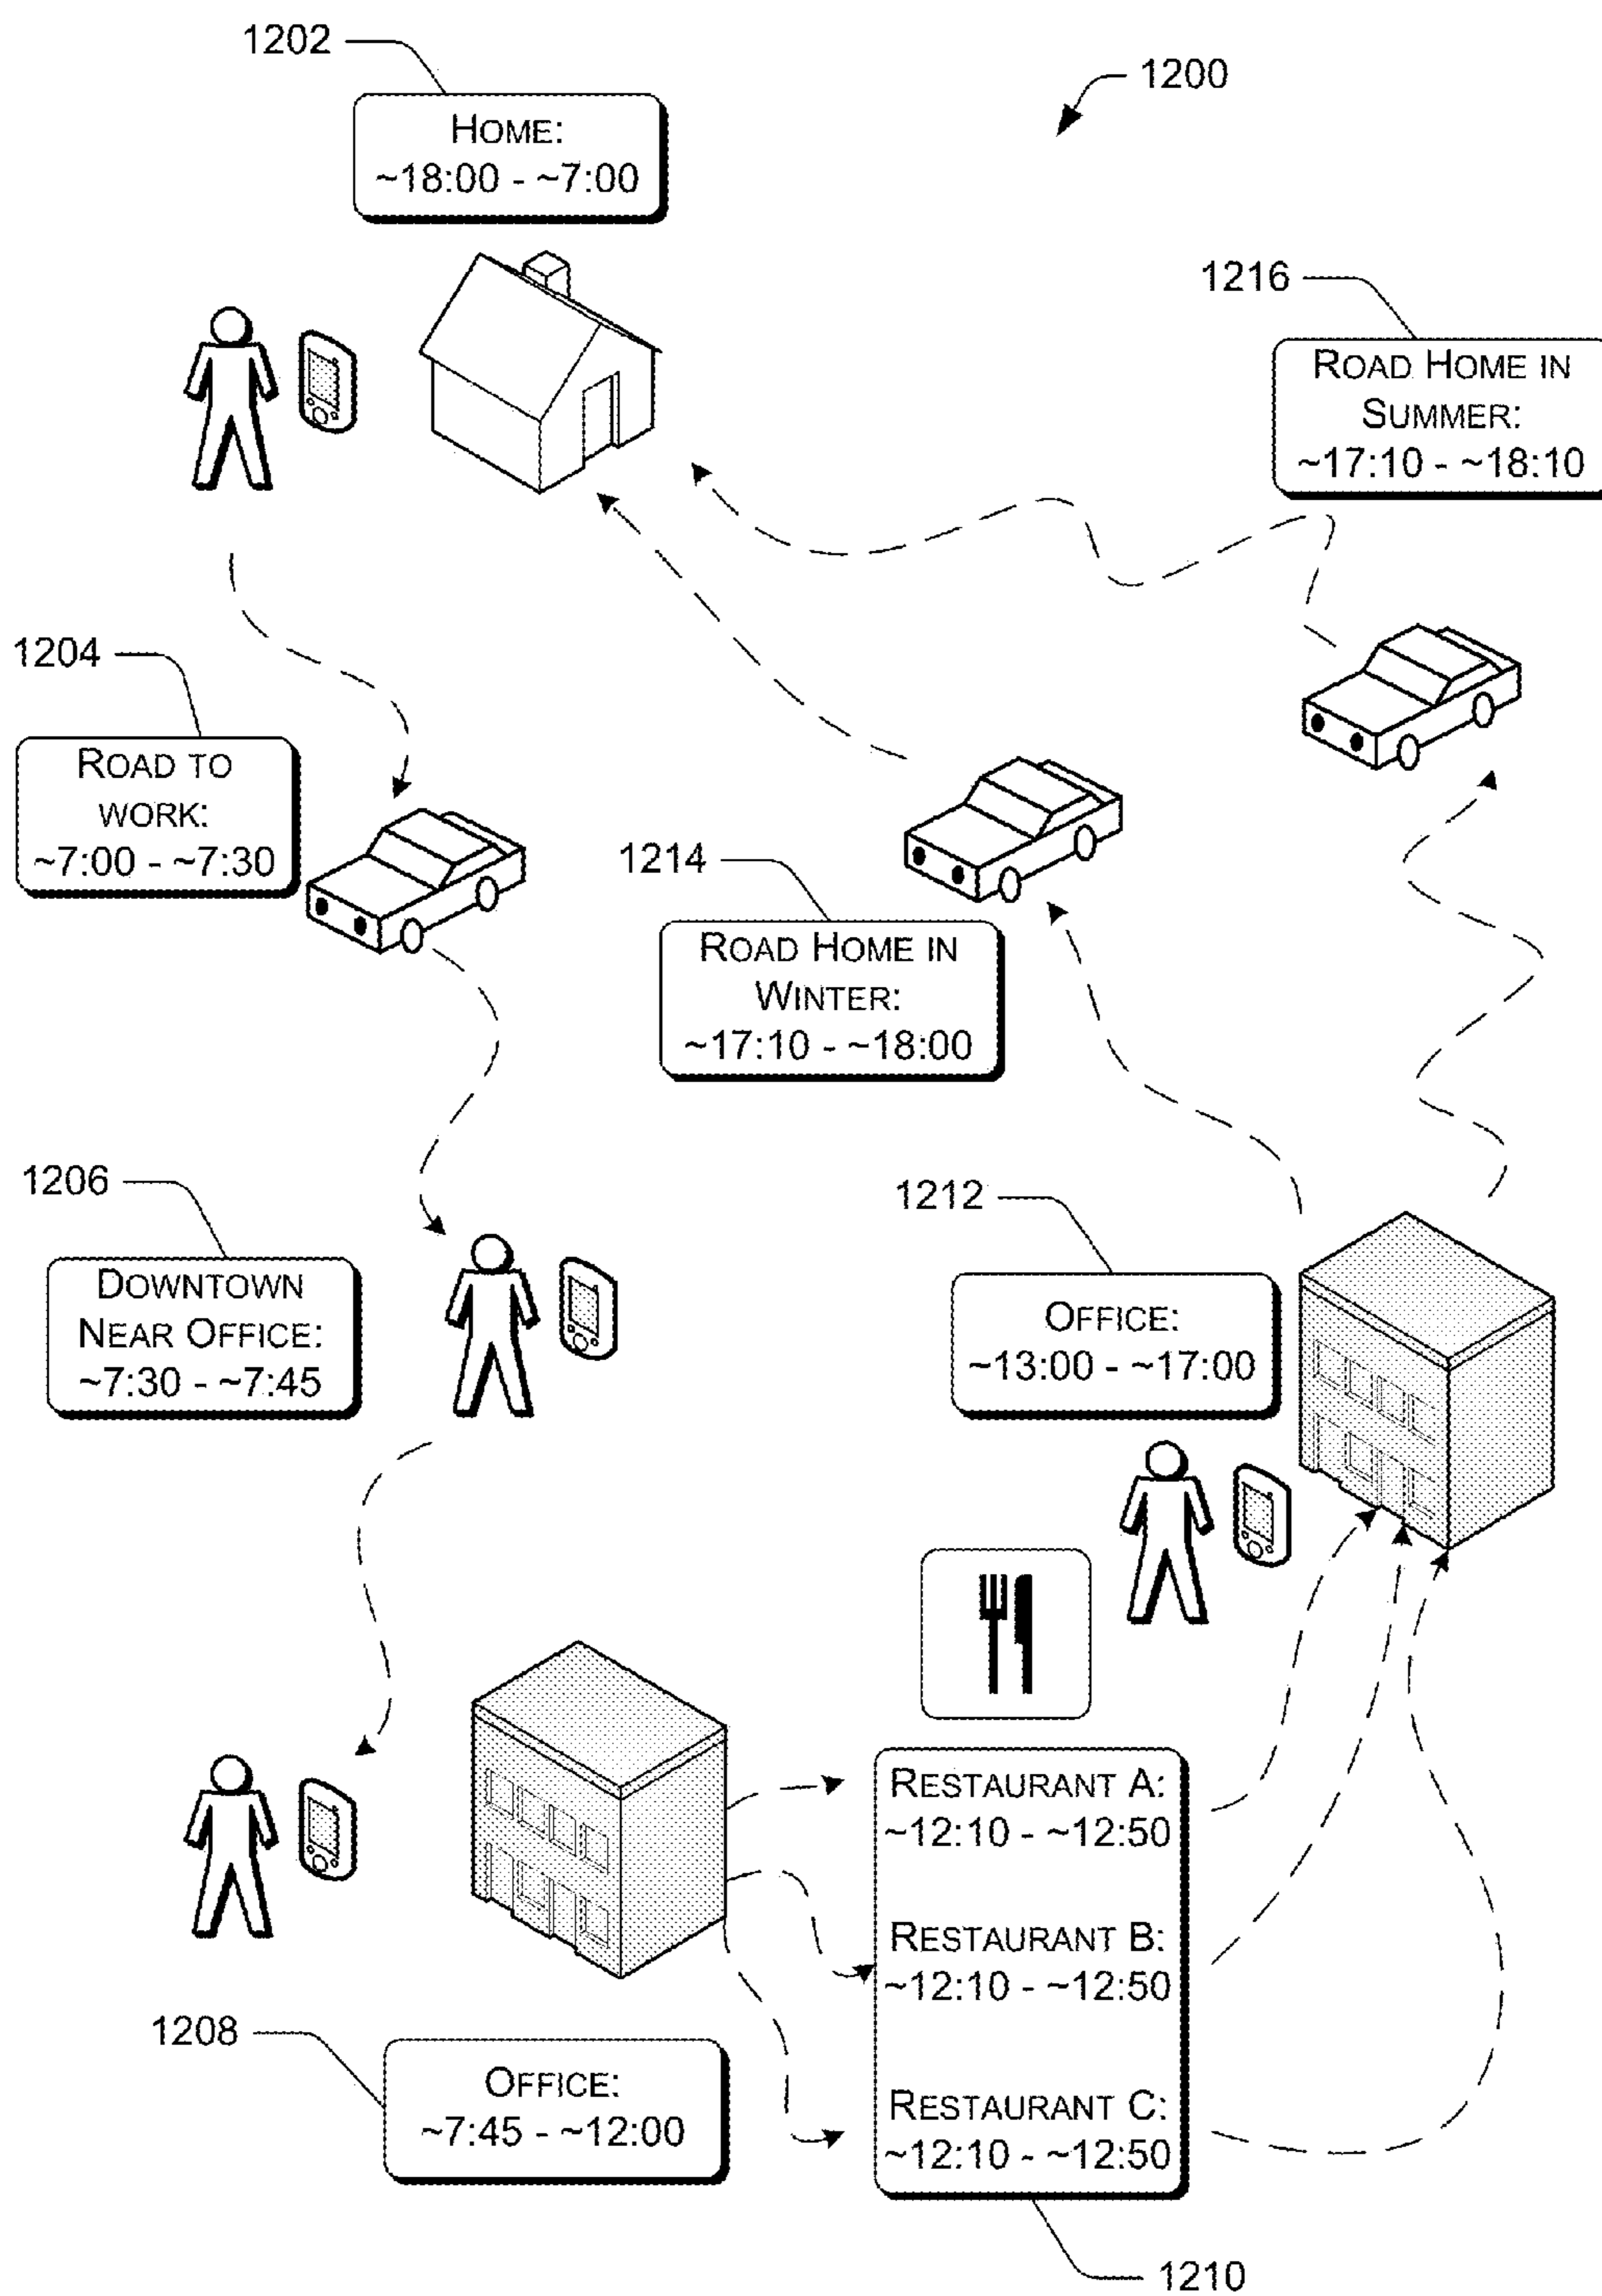 1202
1200
HOME:
~18:00 - ~7:00
1216
ROAD HOME IN
SUMMER:
~17:10 - ~18:10
1204
ROAD TO
WORK:
~7:00 - ~7:30
1214
ROAD HOME IN
WINTER:
~17:10 - ~18:00
1206
DOWNTOWN
NEAR OFFICE:
~7:30 - ~7:45
1212
OFFICE:
~13:00 - ~17:00
1208
OFFICE:
~7:45 - ~12:00
RESTAURANT A:
~12:10 - ~12:50
RESTAURANT B:
~12:10 - ~12:50
RESTAURANT C:
~12:10 - ~12:50
1210